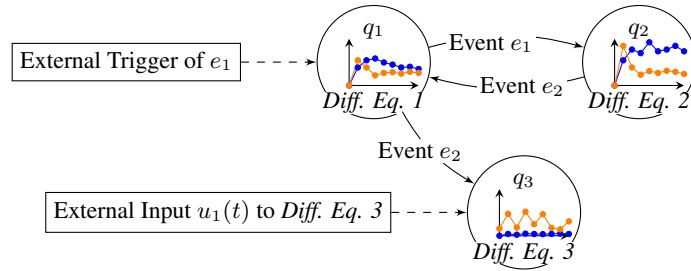 q₁
q₂
Event e₁
External Trigger of e₁
Event e₂
Diff. Eq. 1
Diff. Eq. 2
Event e₂
q₃
External Input u₁(t) to Diff. Eq. 3
Diff. Eq. 3